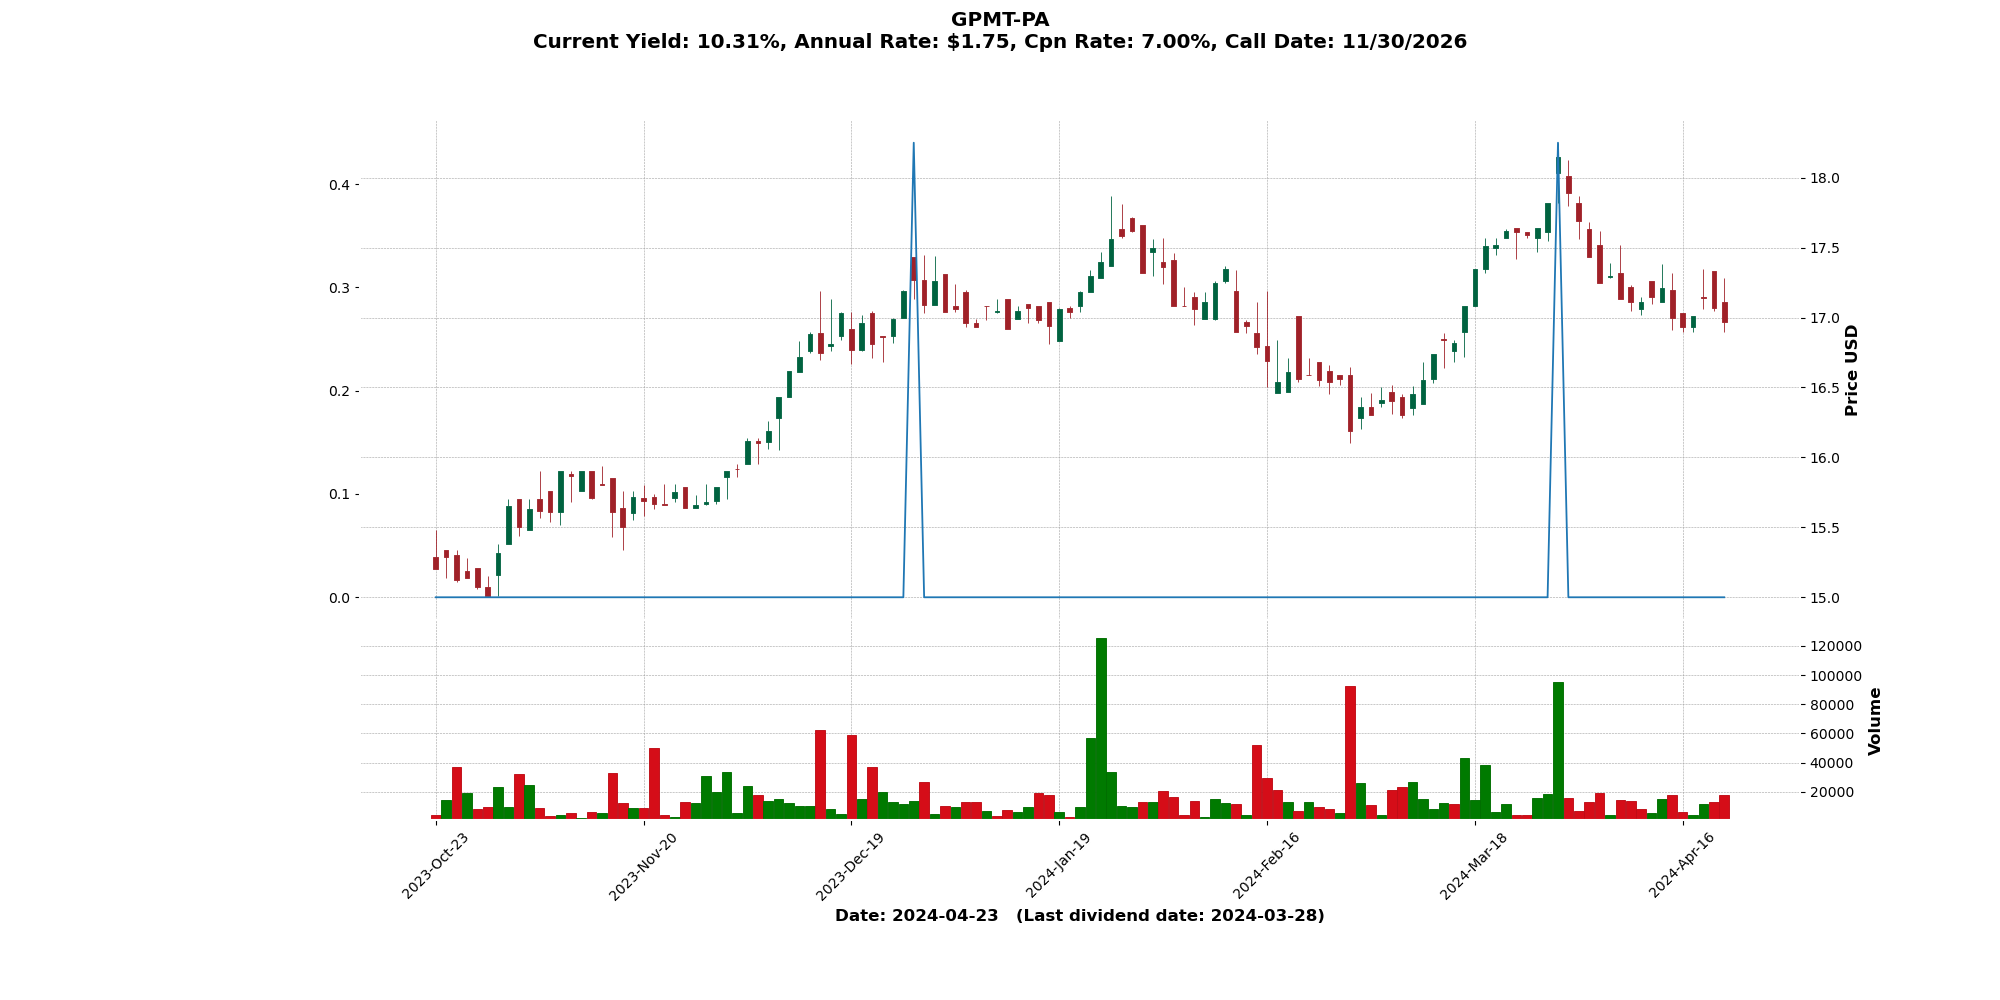 GPMT-PA
Current Yield: 10.31%, Annual Rate: $1.75, Cpn Rate: 7.00%, Call Date: 11/30/2026
0.4
0.3
0.2
0.1
0.0
18.0
17.5
17.0
16.5
16.0
15.5
15.0
Price USD
120000
100000
80000
60000
40000
20000
Volume
2023-Oct-23
2023-Nov-20
2023-Dec-19
2024-Jan-19
2024-Feb-16
2024-Mar-18
2024-Apr-16
Date: 2024-04-23 (Last dividend date: 2024-03-28)